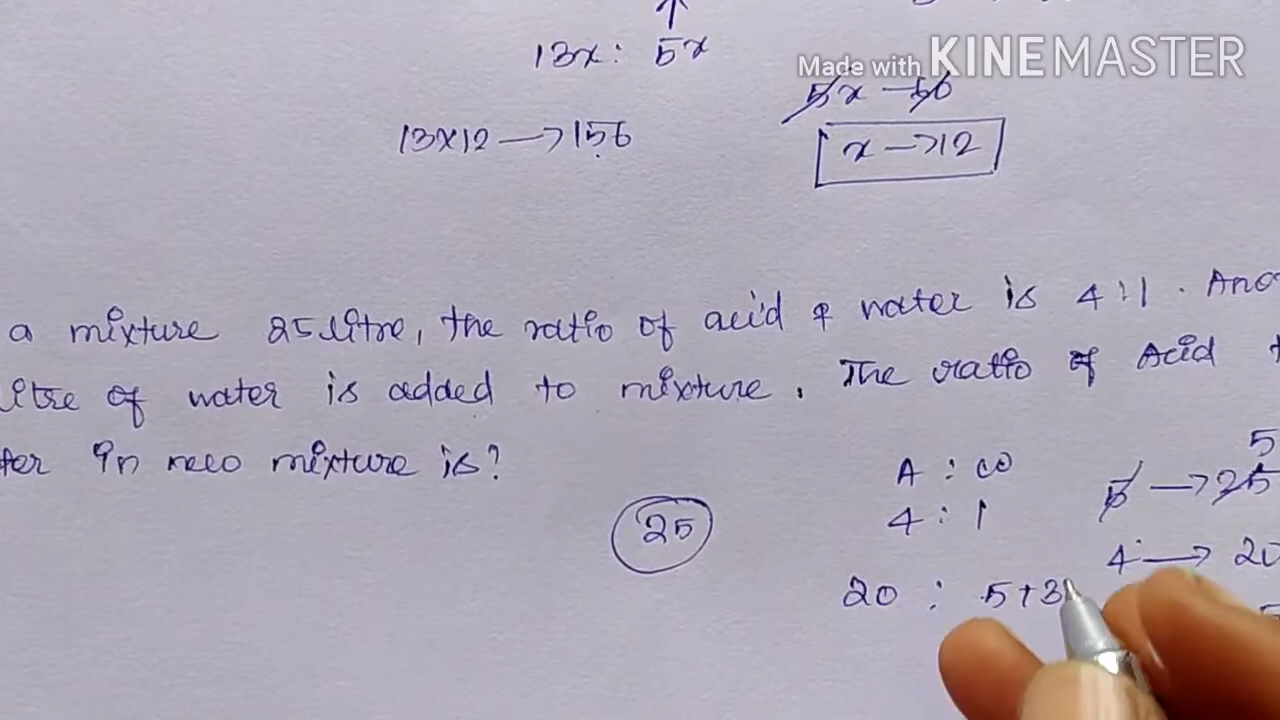 Made with KINEMASTER
13x : 5x
5x — 56
13x12 → 156
x → 12
a mixture 25 litre, the ratio of acid & water is 4:1. Ano
itre of water is added to mixture. The ratio of Acid t
ter in new mixture is?
A : W
5
5 → 25
25
4 : 1
4 → 20
20 : 5+3